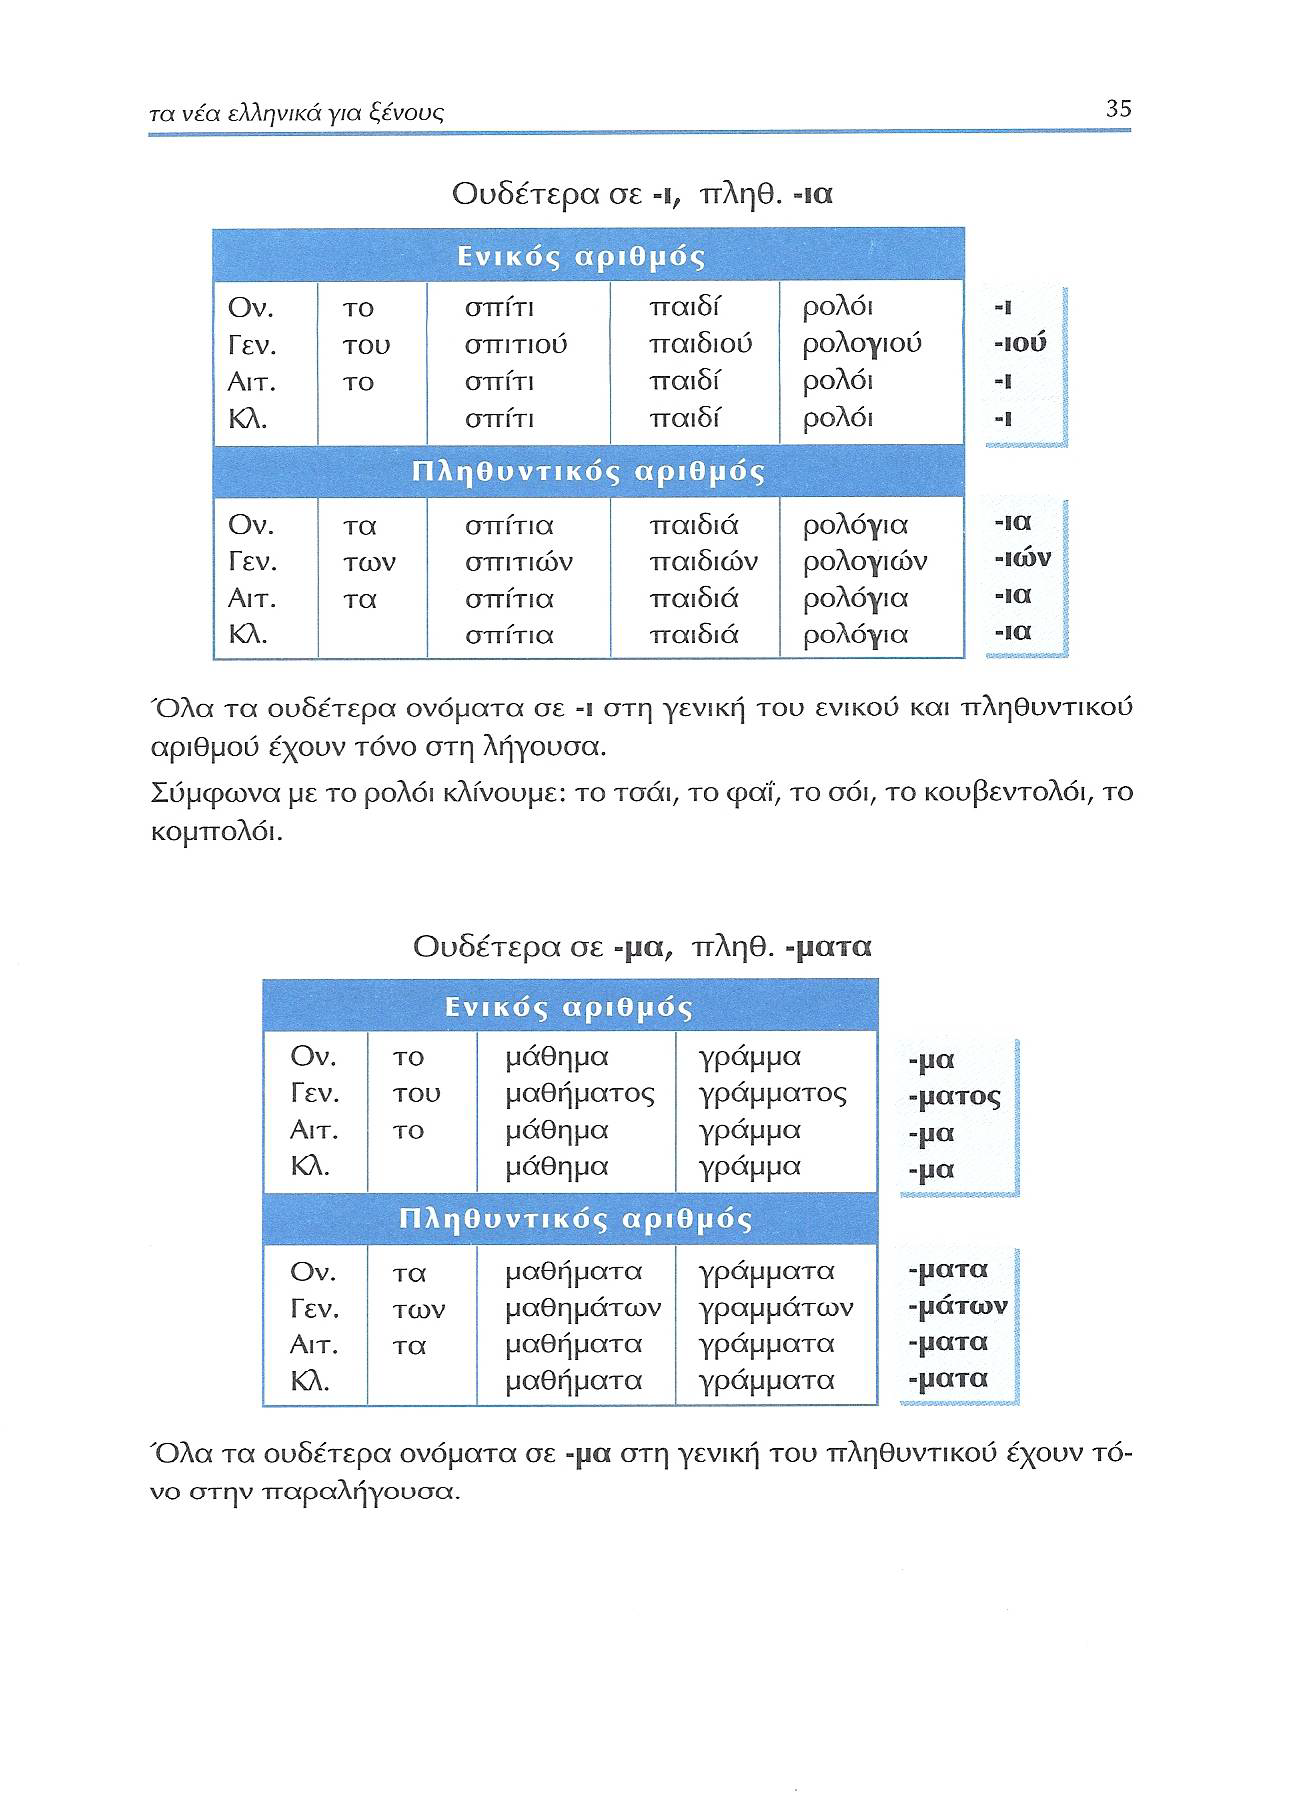 τα νέα ελληνικά για ξένους 35
Ουδέτερα σε -ι, πληθ. -ια
Ενικός αριθμός
Ον. το σπίτι παιδί ρολόι -ι
Γεν. του σπιτιού παιδιού ρολογιού -ιού
Αιτ. το σπίτι παιδί ρολόι -ι
Κλ. σπίτι παιδί ρολόι -ι
Πληθυντικός αριθμός
Ον. τα σπίτια παιδιά ρολόγια -ια
Γεν. των σπιτιών παιδιών ρολογιών -ιών
Αιτ. τα σπίτια παιδιά ρολόγια -ια
Κλ. σπίτια παιδιά ρολόγια -ια
Όλα τα ουδέτερα ονόματα σε -ι στη γενική του ενικού και πληθυντικού
αριθμού έχουν τόνο στη λήγουσα.
Σύμφωνα με το ρολόι κλίνουμε: το τσάι, το φαΐ, το σόι, το κουβεντολόι, το
κομπολόι.
Ουδέτερα σε -μα, πληθ. -ματα
Ενικός αριθμός
Ον. το μάθημα γράμμα -μα
Γεν. του μαθήματος γράμματος -ματος
Αιτ. το μάθημα γράμμα -μα
Κλ. μάθημα γράμμα -μα
Πληθυντικός αριθμός
Ον. τα μαθήματα γράμματα -ματα
Γεν. των μαθημάτων γραμμάτων -μάτων
Αιτ. τα μαθήματα γράμματα -ματα
Κλ. μαθήματα γράμματα -ματα
Όλα τα ουδέτερα ονόματα σε -μα στη γενική του πληθυντικού έχουν τό-
νο στην παραλήγουσα.